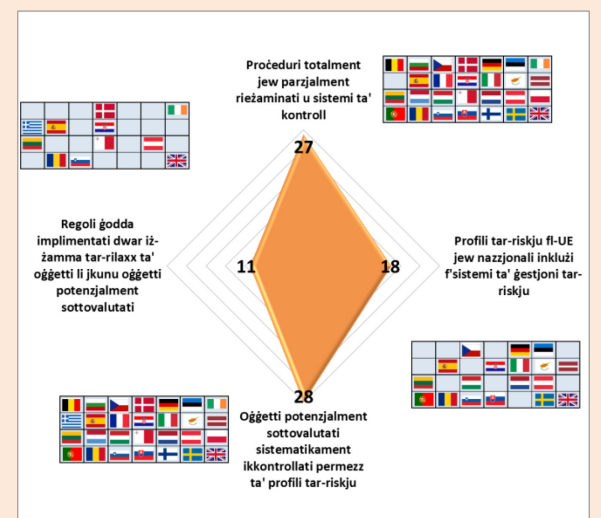 Proċeduri totalment
jew parzjalment
rieżaminati u sistemi ta'
kontroll
27
Regoli ġodda
implimentati dwar iż-
żamma tar-rilaxx ta'
oġġetti li jkunu oġġetti
potenzjalment
sottovalutati
11
18
Profili tar-riskju fl-UE
jew nazzjonali inklużi
f'sistemi ta' ġestjoni tar-
riskju
28
Oġġetti potenzjalment
sottovalutati
sistematikament
ikkontrollati permezz
ta' profili tar-riskju